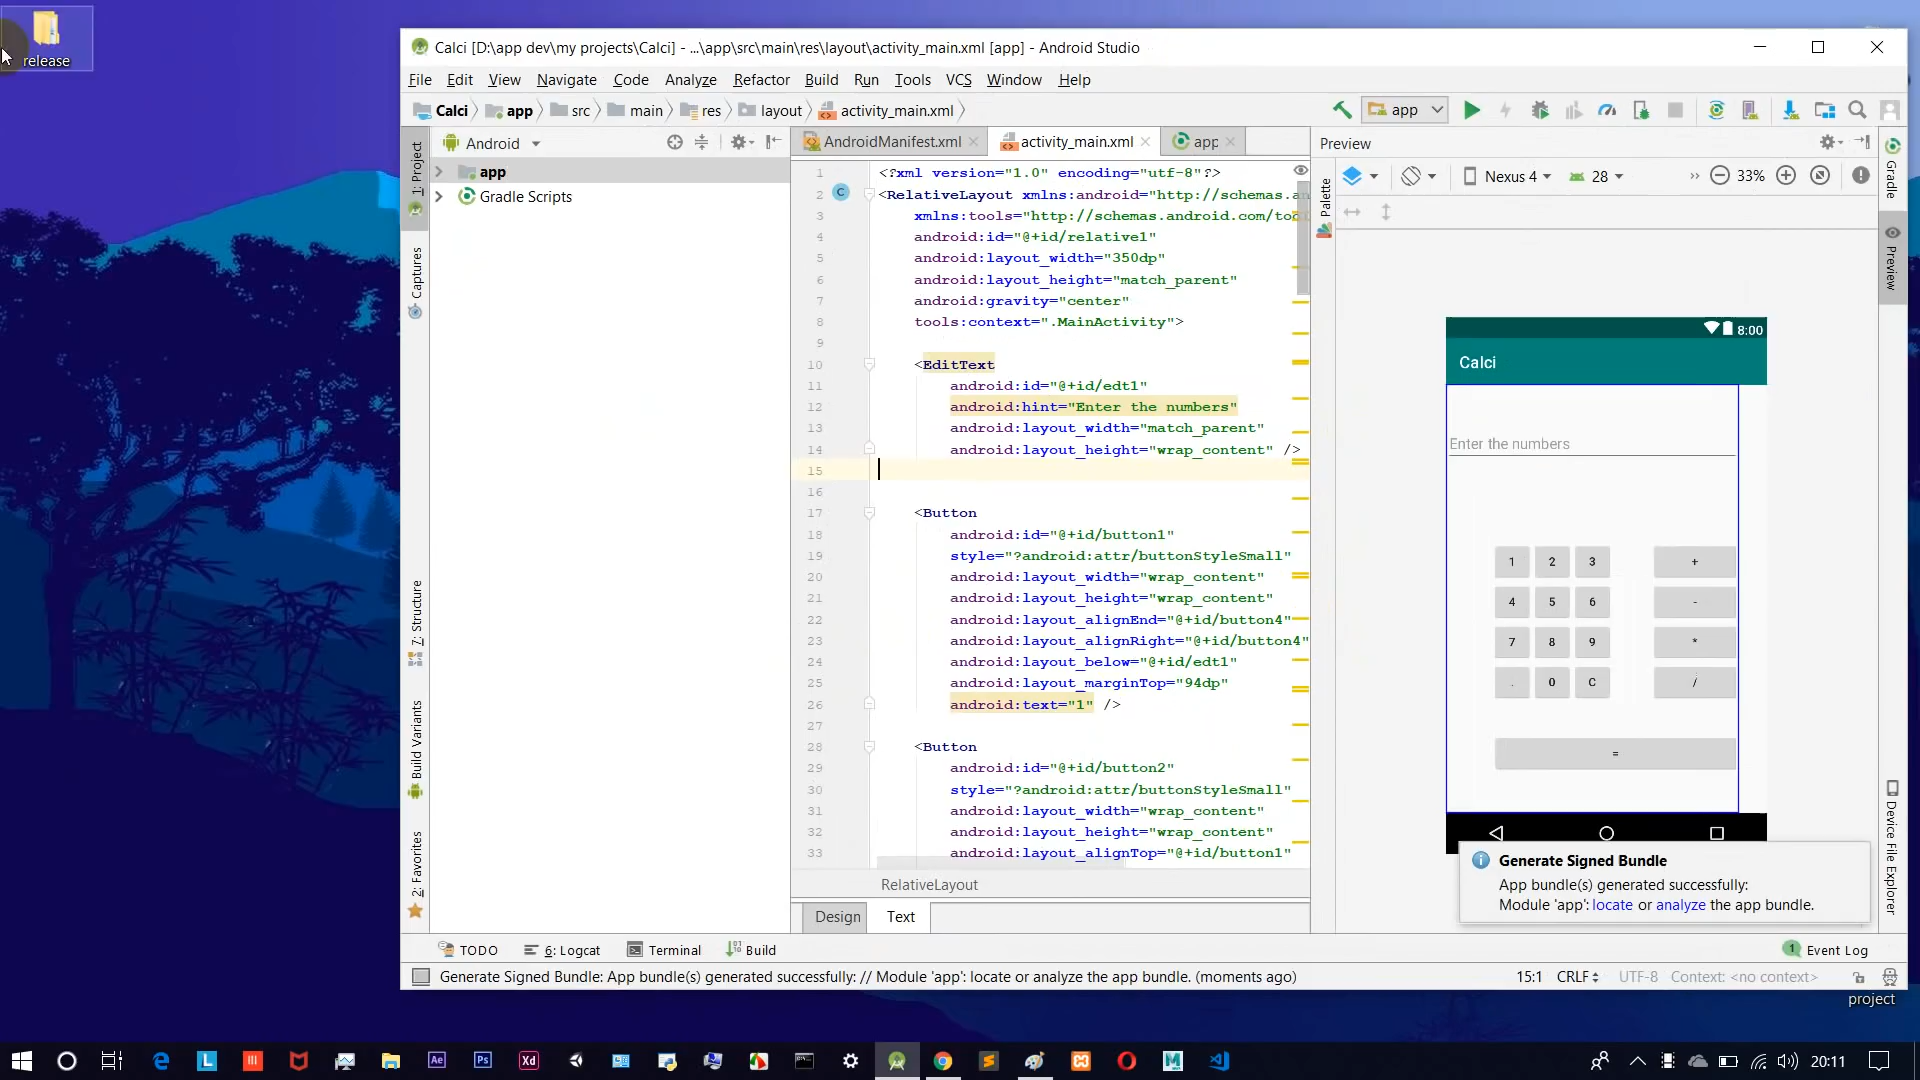 release
Calci [D:\app dev\my projects\Calci] - ...\app\src\main\res\layout\activity_main.xml [app] - Android Studio
File Edit View Navigate Code Analyze Refactor Build Run Tools VCS Window Help
Calci app src main res layout activity_main.xml app
1: Project
Captures
7: Structure
Build Variants
2: Favorites
Android
app
Gradle Scripts
AndroidManifest.xml activity_main.xml app
1 <?xml version="1.0" encoding="utf-8"?>
2 <RelativeLayout xmlns:android="http://schemas.an
3 xmlns:tools="http://schemas.android.com/too
4 android:id="@+id/relative1"
5 android:layout_width="350dp"
6 android:layout_height="match_parent"
7 android:gravity="center"
8 tools:context=".MainActivity">
9
10 <EditText
11 android:id="@+id/edt1"
12 android:hint="Enter the numbers"
13 android:layout_width="match_parent"
14 android:layout_height="wrap_content" />
15
16
17 <Button
18 android:id="@+id/button1"
19 style="?android:attr/buttonStyleSmall"
20 android:layout_width="wrap_content"
21 android:layout_height="wrap_content"
22 android:layout_alignEnd="@+id/button4"
23 android:layout_alignRight="@+id/button4"
24 android:layout_below="@+id/edt1"
25 android:layout_marginTop="94dp"
26 android:text="1" />
27
28 <Button
29 android:id="@+id/button2"
30 style="?android:attr/buttonStyleSmall"
31 android:layout_width="wrap_content"
32 android:layout_height="wrap_content"
33 android:layout_alignTop="@+id/button1"
RelativeLayout
Design Text
Preview
Palette
Nexus 4 28 >> 33%
8:00
Calci
Enter the numbers
1 2 3 +
4 5 6 -
7 8 9 *
. 0 C /
=
Gradle
Preview
Device File Explorer
Generate Signed Bundle
App bundle(s) generated successfully:
Module 'app': locate or analyze the app bundle.
TODO 6: Logcat Terminal Build 1 Event Log
Generate Signed Bundle: App bundle(s) generated successfully: // Module 'app': locate or analyze the app bundle. (moments ago) 15:1 CRLF UTF-8 Context: <no context>
project
L Ae Ps Xd 20:11